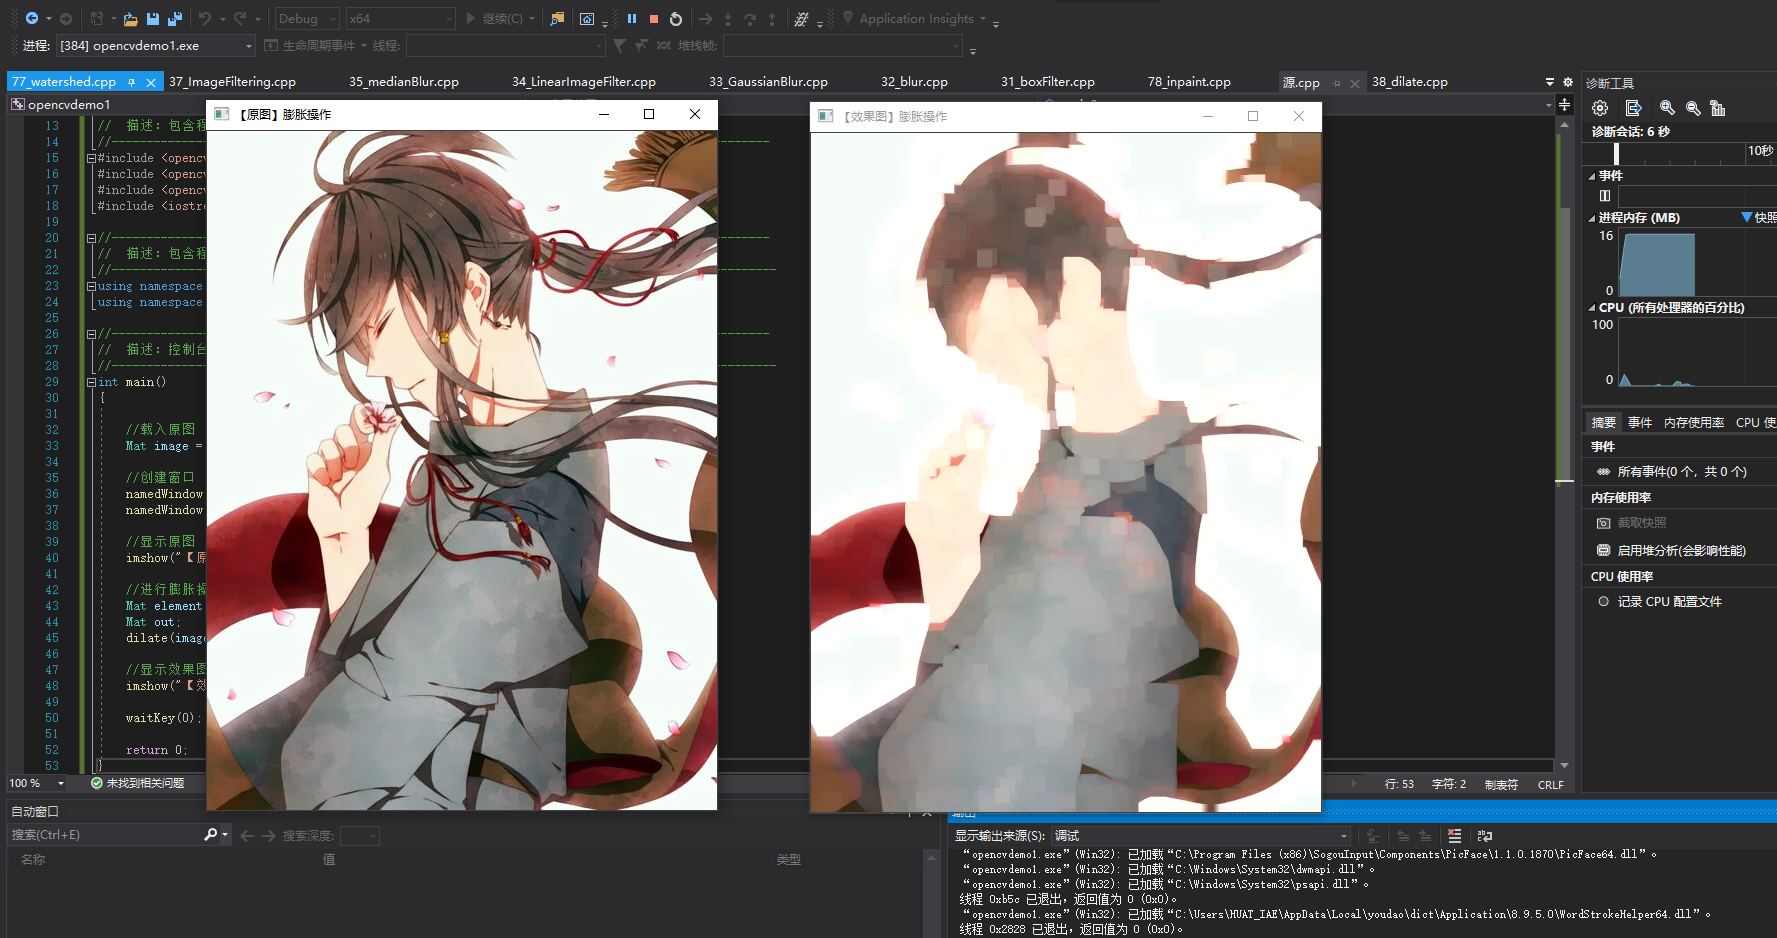 Debug
x64
继续(C)
Application Insights
进程:
[384] opencvdemo1.exe
生命周期事件
线程:
堆栈帧:
77_watershed.cpp
37_ImageFiltering.cpp
35_medianBlur.cpp
34_LinearImageFilter.cpp
33_GaussianBlur.cpp
32_blur.cpp
31_boxFilter.cpp
78_inpaint.cpp
源.cpp
38_dilate.cpp
opencvdemo1
【原图】膨胀操作
【效果图】膨胀操作
13 // 描述: 包含程
14 //
15 #include <opencv
16 #include <opencv
17 #include <opencv
18 #include <iostre
19
20 //
21 // 描述: 包含程
22 //
23 using namespace
24 using namespace
25
26 //
27 // 描述: 控制台
28 //
29 int main()
30 {
31
32 //载入原图
33 Mat image =
34
35 //创建窗口
36 namedWindow
37 namedWindow
38
39 //显示原图
40 imshow("【原
41
42 //进行膨胀操
43 Mat element
44 Mat out;
45 dilate(image
46
47 //显示效果图
48 imshow("【效
49
50 waitKey(0);
51
52 return 0;
53 }
100 %
未找到相关问题
行: 53
字符: 2
制表符
CRLF
诊断工具
诊断会话: 6 秒
10秒
事件
进程内存 (MB)
快照
16
0
CPU (所有处理器的百分比)
100
0
摘要
事件
内存使用率
CPU 使
事件
所有事件(0 个，共 0 个)
内存使用率
截取快照
启用堆分析(会影响性能)
CPU 使用率
记录 CPU 配置文件
自动窗口
搜索(Ctrl+E)
搜索深度:
名称
值
类型
输出
显示输出来源(S):
调试
“opencvdemo1.exe”(Win32): 已加载“C:\Program Files (x86)\SogouInput\Components\PicFace\1.1.0.1870\PicFace64.dll”。
“opencvdemo1.exe”(Win32): 已加载“C:\Windows\System32\dwmapi.dll”。
“opencvdemo1.exe”(Win32): 已加载“C:\Windows\System32\psapi.dll”。
线程 0xb5c 已退出，返回值为 0 (0x0)。
“opencvdemo1.exe”(Win32): 已加载“C:\Users\HUAT_IAE\AppData\Local\youdao\dict\Application\8.9.5.0\WordStrokeHelper64.dll”。
线程 0x2828 已退出，返回值为 0 (0x0)。